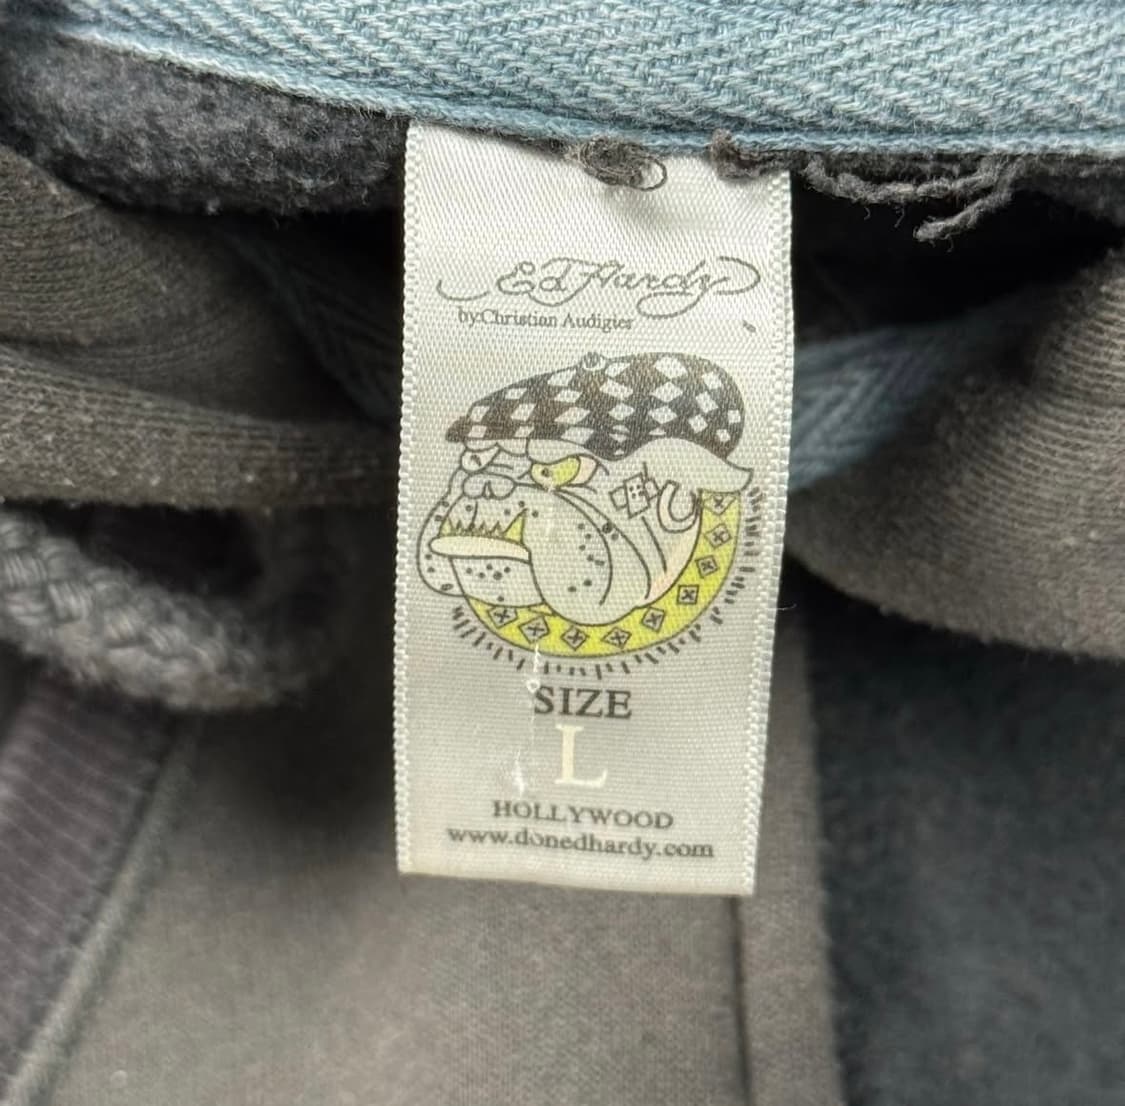 Ed Hardy
by:Christian Audigier
SIZE
L
HOLLYWOOD
www.donedhardy.com